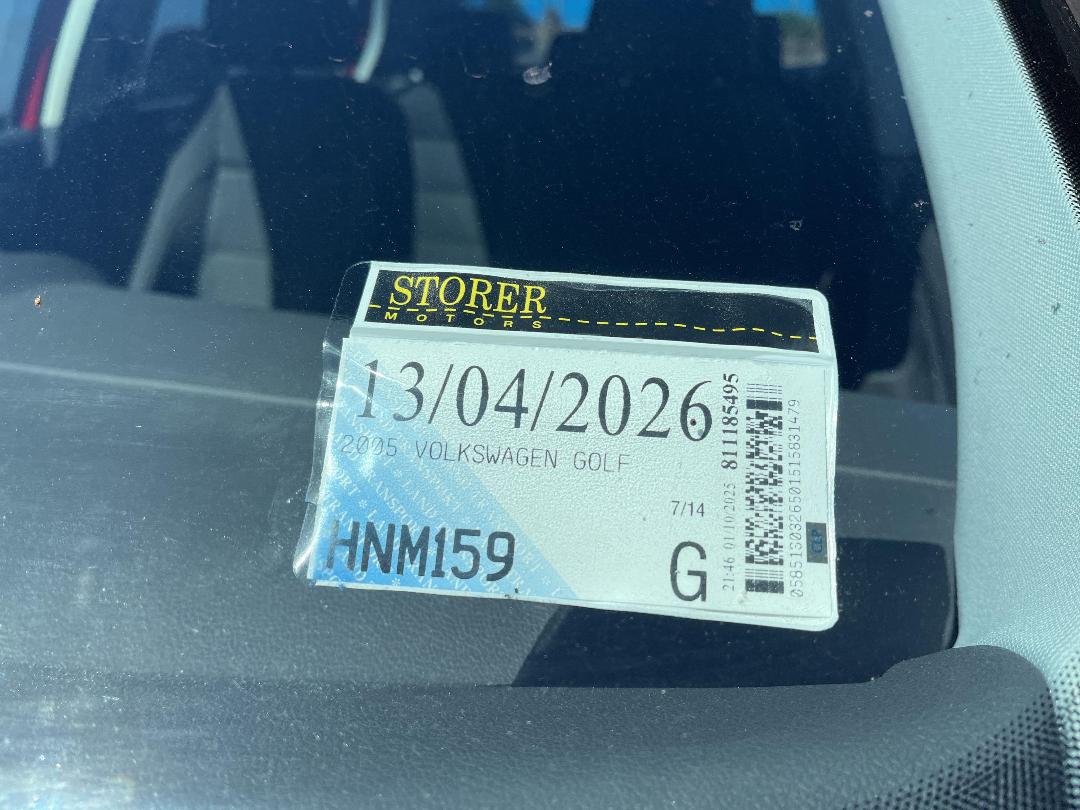 STORER
MOTORS
13/04/2026
2005 VOLKSWAGEN GOLF
7/14
HNM159
G
21:46 01/10/2025 811185495
0585130326501515831479